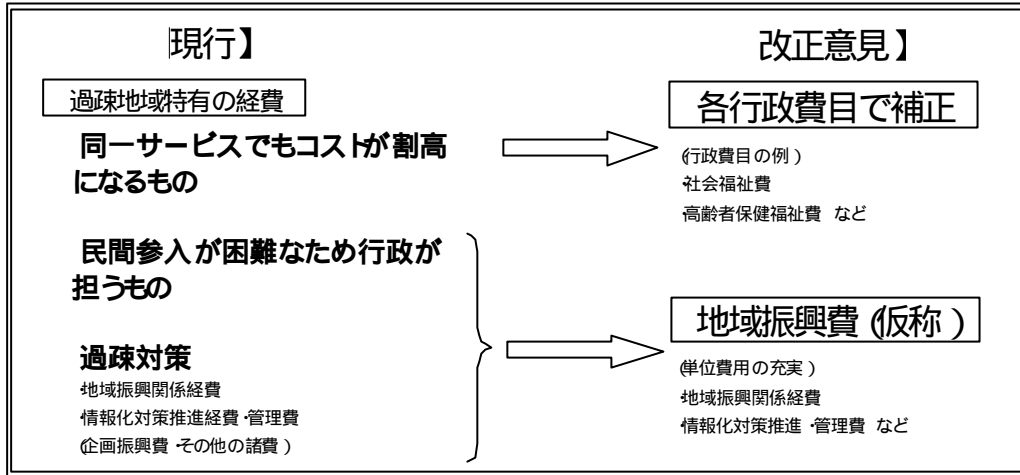 現行】
過疎地域特有の経費
同一サービスでもコストが割高
になるもの
民間参入が困難なため行政が
担うもの
過疎対策
・地域振興関係経費
・情報化対策推進経費・管理費
(企画振興費・その他の諸費)
改正意見】
各行政費目で補正
(行政費目の例)
・社会福祉費
・高齢者保健福祉費 など
地域振興費(仮称)
(単位費用の充実)
・地域振興関係経費
・情報化対策推進・管理費 など